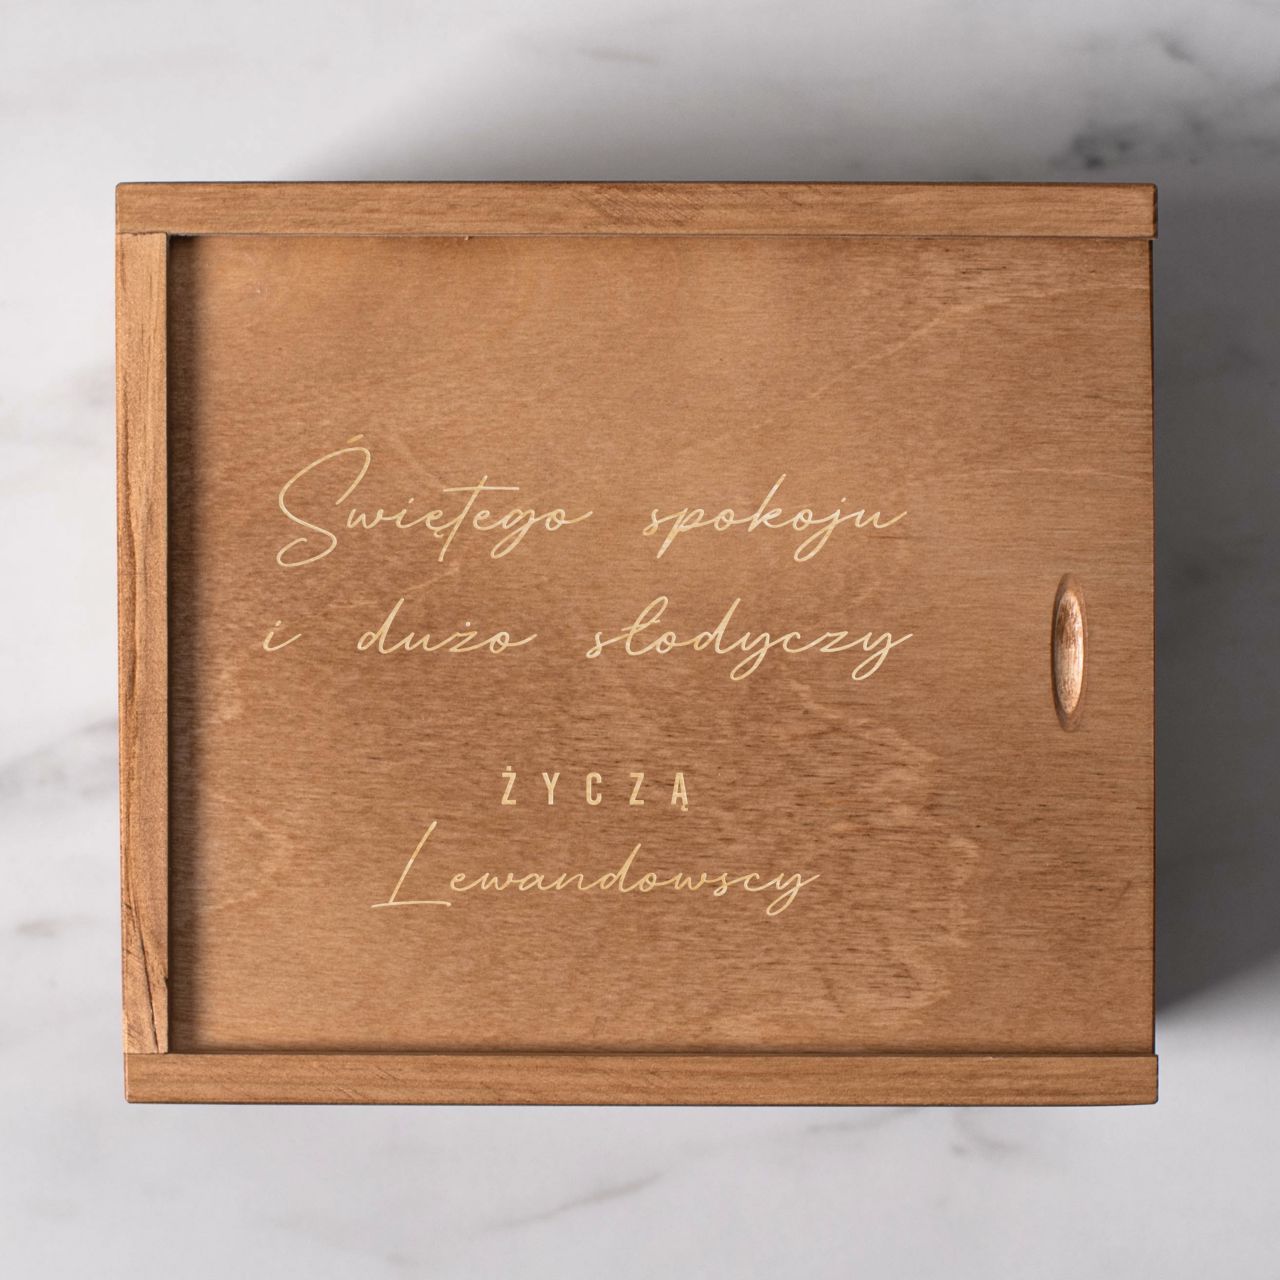 Świętego spokoju
i dużo słodyczy
ŻYCZĄ
Lewandowscy